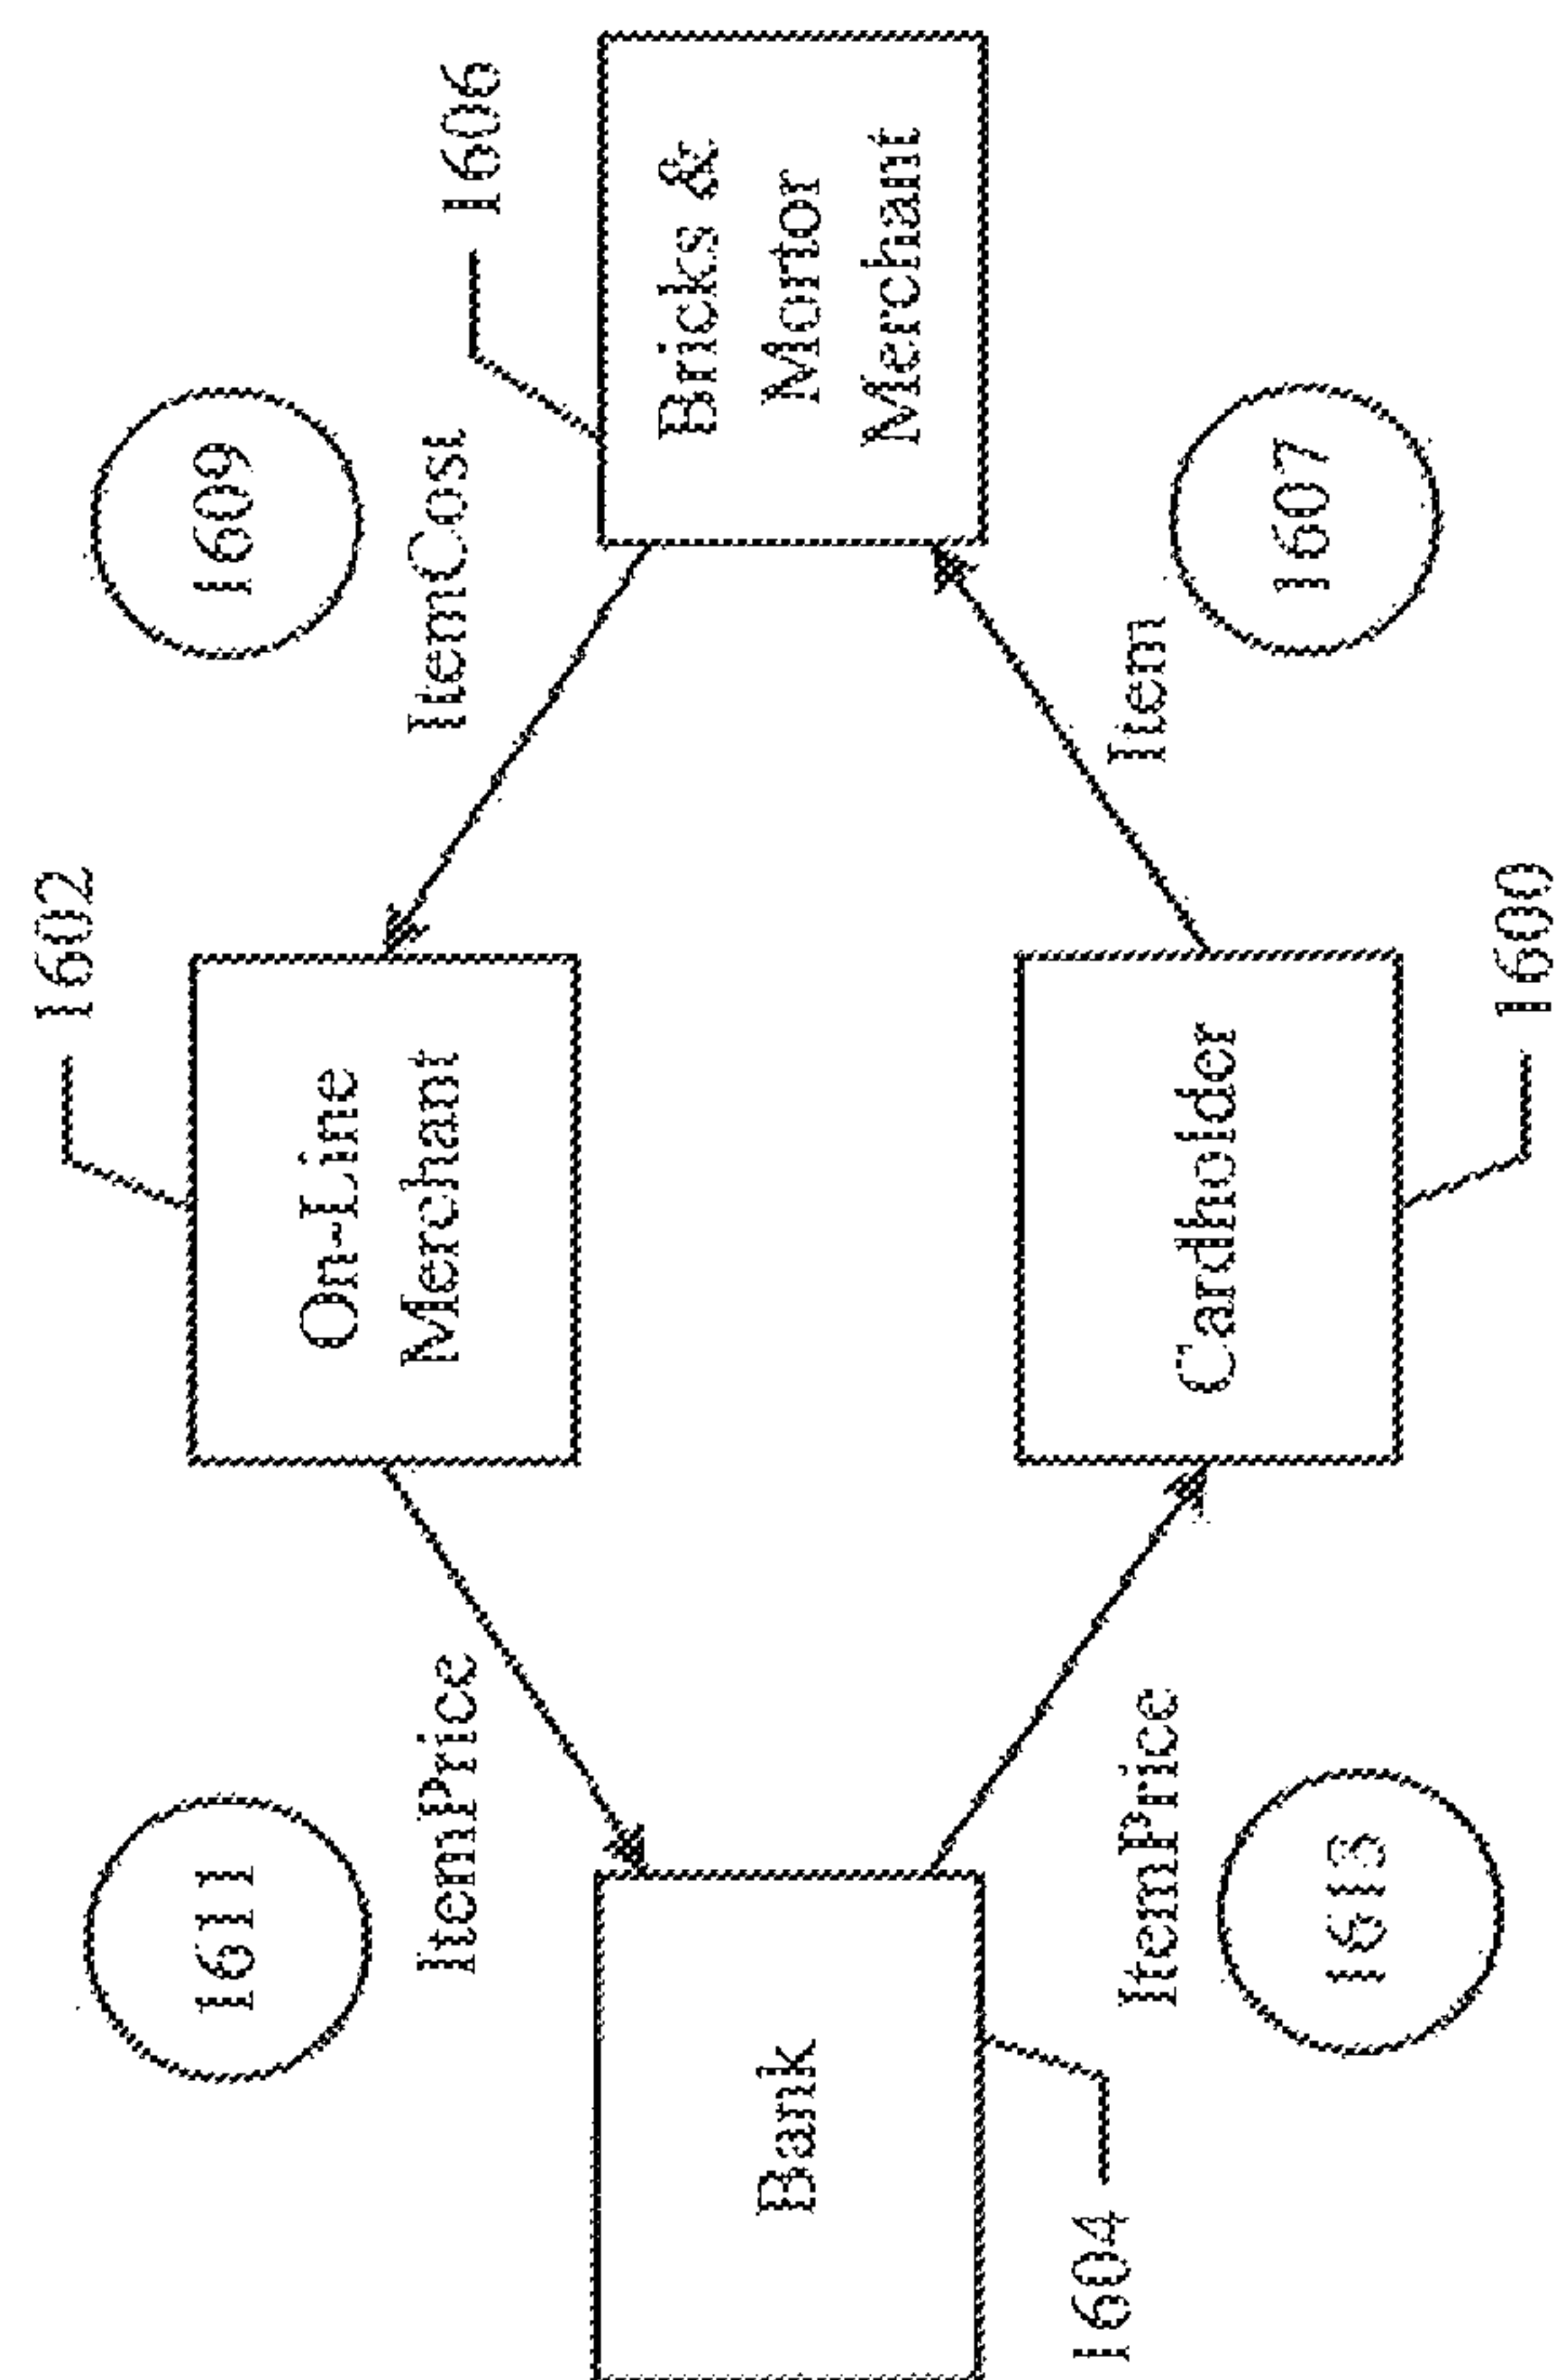 1602
1611
1609
On-Line
Merchant
ItemPrice
ItemCost
1606
Bank
Bricks &
Mortor
Merchant
1604
ItemPrice
Item
Cardholder
1613
1607
1600